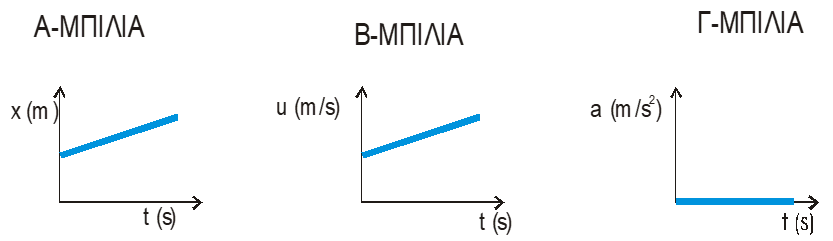 Α-ΜΠΙΛΙΑ
Β-ΜΠΙΛΙΑ
Γ-ΜΠΙΛΙΑ
x (m )
t (s)
u (m/s)
t (s)
a (m/s²)
t (s)